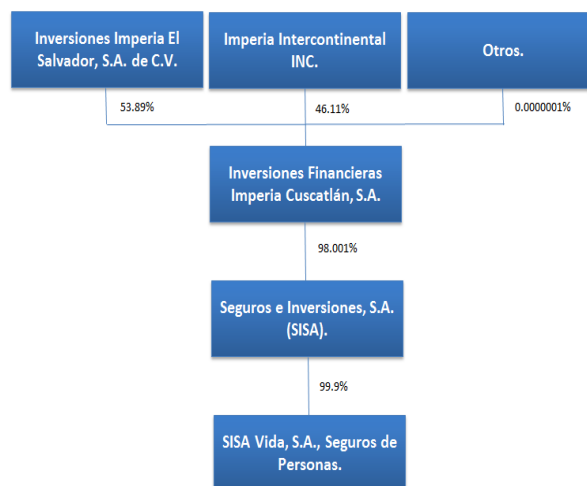 Inversiones Imperia El
Salvador, S.A. de C.V.
Imperia Intercontinental
INC.
Otros.
53.89%
46.11%
0.0000001%
Inversiones Financieras
Imperia Cuscatlán, S.A.
98.001%
Seguros e Inversiones, S.A.
(SISA).
99.9%
SISA Vida, S.A., Seguros de
Personas.